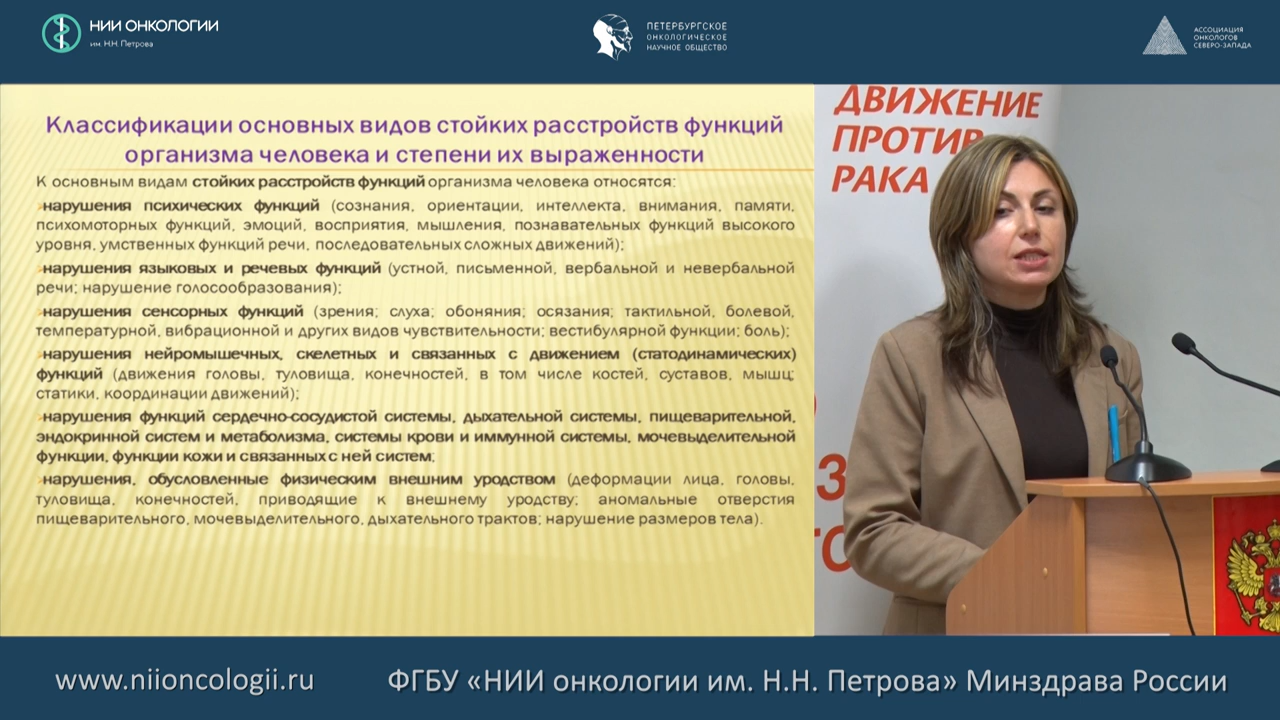 НИИ ОНКОЛОГИИ
им. Н.Н. Петрова
ПЕТЕРБУРГСКОЕ
ОНКОЛОГИЧЕСКОЕ
НАУЧНОЕ ОБЩЕСТВО
АССОЦИАЦИЯ
ОНКОЛОГОВ
СЕВЕРО-ЗАПАДА
Классификации основных видов стойких расстройств функций
организма человека и степени их выраженности
К основным видам стойких расстройств функций организма человека относятся:
нарушения психических функций (сознания, ориентации, интеллекта, внимания, памяти,
психомоторных функций, эмоций, восприятия, мышления, познавательных функций высокого
уровня, умственных функций речи, последовательных сложных движений);
нарушения языковых и речевых функций (устной, письменной, вербальной и невербальной
речи; нарушение голосообразования);
нарушения сенсорных функций (зрения; слуха; обоняния; осязания; тактильной, болевой,
температурной, вибрационной и других видов чувствительности; вестибулярной функции; боль);
нарушения нейромышечных, скелетных и связанных с движением (статодинамических)
функций (движения головы, туловища, конечностей, в том числе костей, суставов, мышц;
статики, координации движений);
нарушения функций сердечно-сосудистой системы, дыхательной системы, пищеварительной,
эндокринной систем и метаболизма, системы крови и иммунной системы, мочевыделительной
функции, функции кожи и связанных с ней систем;
нарушения, обусловленные физическим внешним уродством (деформации лица, головы,
туловища, конечностей, приводящие к внешнему уродству; аномальные отверстия
пищеварительного, мочевыделительного, дыхательного трактов; нарушение размеров тела).
ДВИЖЕНИЕ
ПРОТИВ
РАКА
www.niioncologii.ru
ФГБУ «НИИ онкологии им. Н.Н. Петрова» Минздрава России